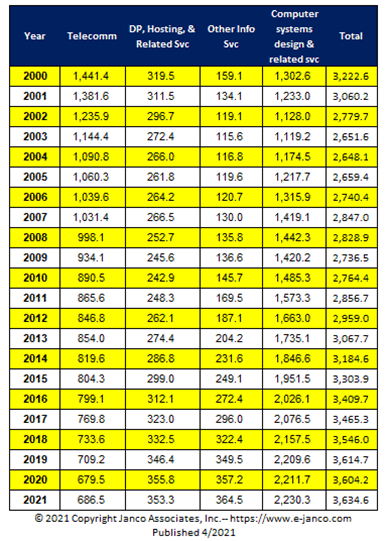 Year Telecomm DP, Hosting, & Related Svc Other Info Svc Computer systems design & related svc Total
2000 1,441.4 319.5 159.1 1,302.6 3,222.6
2001 1,381.6 311.5 134.1 1,233.0 3,060.2
2002 1,235.9 296.7 119.1 1,128.0 2,779.7
2003 1,144.4 272.4 115.6 1,119.2 2,651.6
2004 1,090.8 266.0 116.8 1,174.5 2,648.1
2005 1,060.3 261.8 119.6 1,217.7 2,659.4
2006 1,039.6 264.2 120.7 1,315.9 2,740.4
2007 1,031.4 266.5 130.0 1,419.1 2,847.0
2008 998.1 252.7 135.8 1,442.3 2,828.9
2009 934.1 245.6 136.6 1,420.2 2,736.5
2010 890.5 242.9 145.7 1,485.3 2,764.4
2011 865.6 248.3 169.5 1,573.3 2,856.7
2012 846.8 262.1 187.1 1,663.0 2,959.0
2013 854.0 274.4 204.2 1,735.1 3,067.7
2014 819.6 286.8 231.6 1,846.6 3,184.6
2015 804.3 299.0 249.1 1,951.5 3,303.9
2016 799.1 312.1 272.4 2,026.1 3,409.7
2017 769.8 323.0 296.0 2,076.5 3,465.3
2018 733.6 332.5 322.4 2,157.5 3,546.0
2019 709.2 346.4 349.5 2,209.6 3,614.7
2020 679.5 355.8 357.2 2,211.7 3,604.2
2021 686.5 353.3 364.5 2,230.3 3,634.6
© 2021 Copyright Janco Associates, Inc.-- https://www.e-janco.com
Published 4/2021